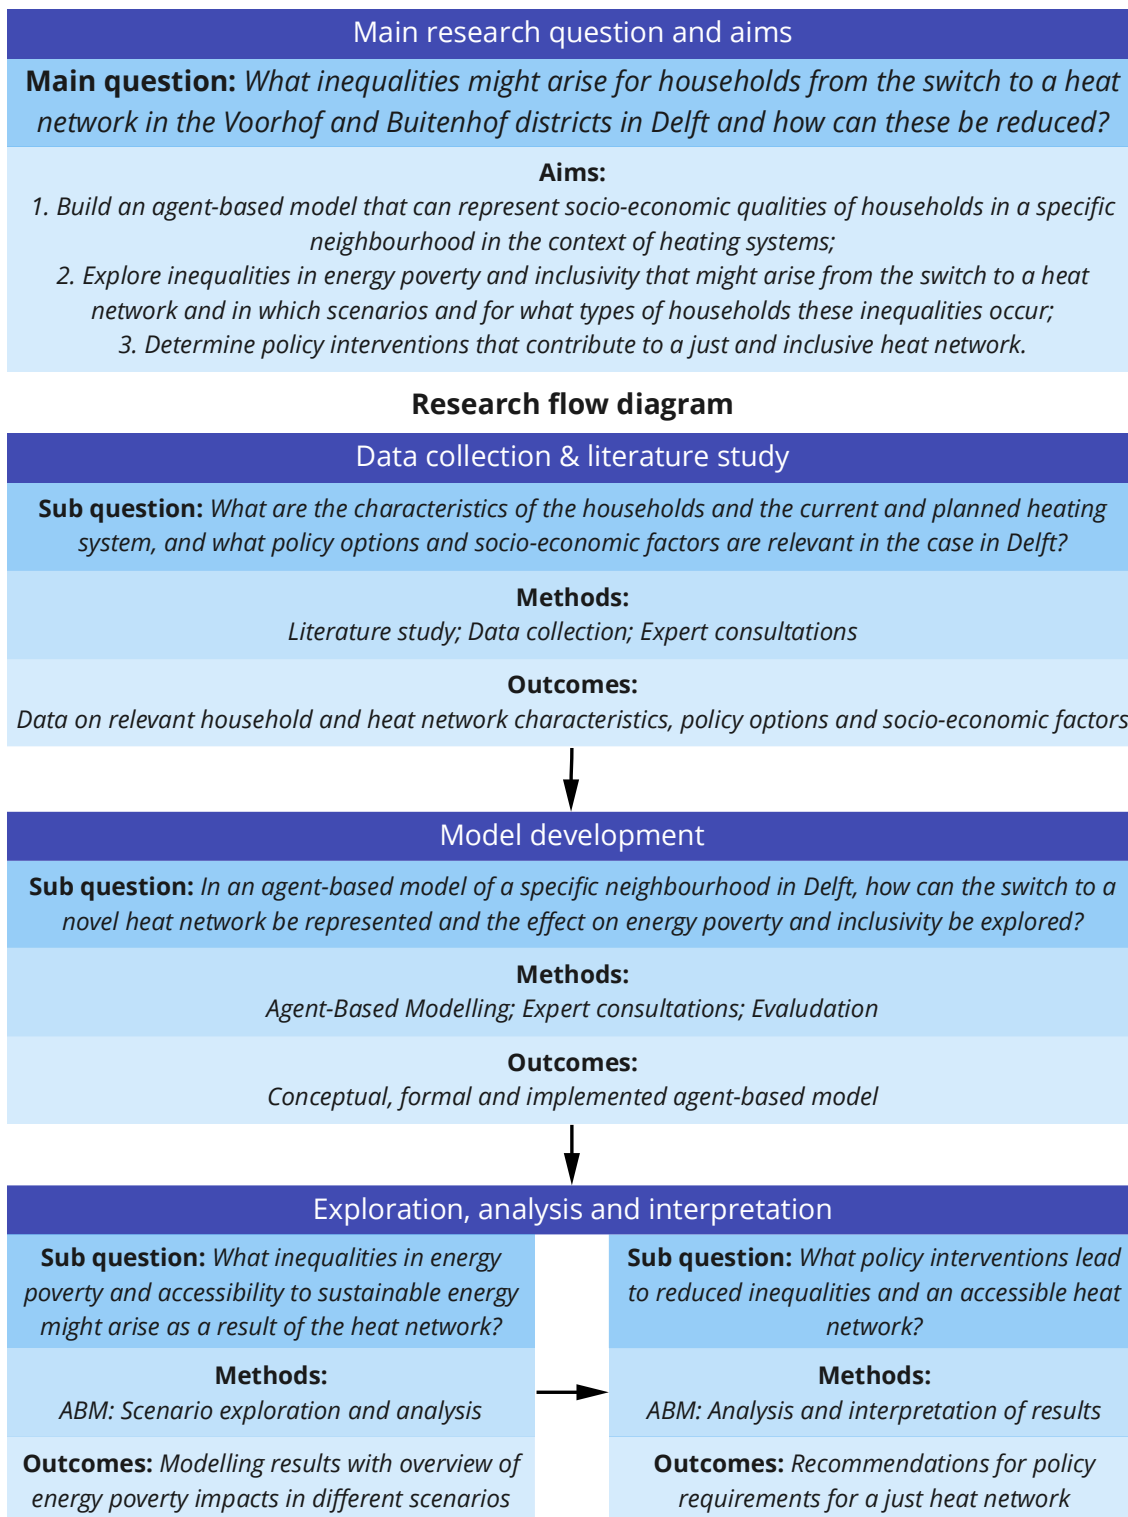 Main research question and aims
Main question: What inequalities might arise for households from the switch to a heat
network in the Voorhof and Buitenhof districts in Delft and how can these be reduced?
Aims:
1. Build an agent-based model that can represent socio-economic qualities of households in a specific
neighbourhood in the context of heating systems;
2. Explore inequalities in energy poverty and inclusivity that might arise from the switch to a heat
network and in which scenarios and for what types of households these inequalities occur;
3. Determine policy interventions that contribute to a just and inclusive heat network.
Research flow diagram
Data collection & literature study
Sub question: What are the characteristics of the households and the current and planned heating
system, and what policy options and socio-economic factors are relevant in the case in Delft?
Methods:
Literature study; Data collection; Expert consultations
Outcomes:
Data on relevant household and heat network characteristics, policy options and socio-economic factors
Model development
Sub question: In an agent-based model of a specific neighbourhood in Delft, how can the switch to a
novel heat network be represented and the effect on energy poverty and inclusivity be explored?
Methods:
Agent-Based Modelling; Expert consultations; Evaludation
Outcomes:
Conceptual, formal and implemented agent-based model
Exploration, analysis and interpretation
Sub question: What inequalities in energy
poverty and accessibility to sustainable energy
might arise as a result of the heat network?
Methods:
ABM: Scenario exploration and analysis
Outcomes: Modelling results with overview of
energy poverty impacts in different scenarios
Sub question: What policy interventions lead
to reduced inequalities and an accessible heat
network?
Methods:
ABM: Analysis and interpretation of results
Outcomes: Recommendations for policy
requirements for a just heat network